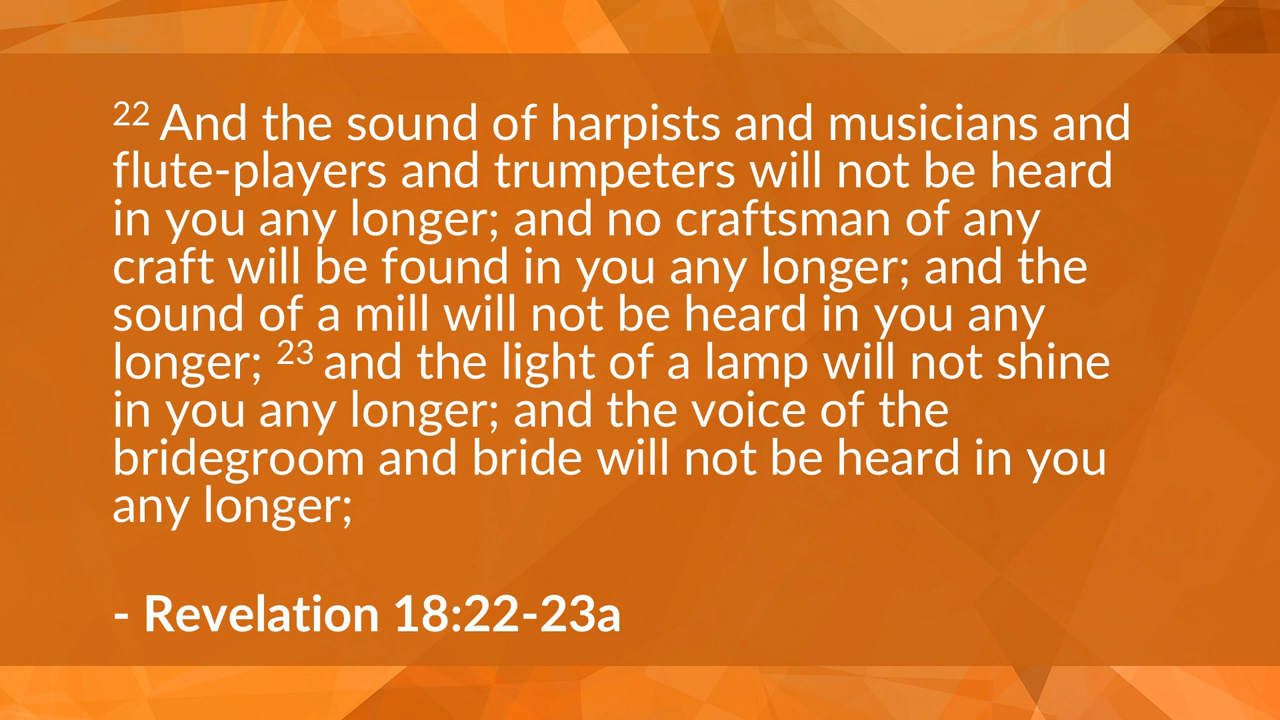 22 And the sound of harpists and musicians and
flute-players and trumpeters will not be heard
in you any longer; and no craftsman of any
craft will be found in you any longer; and the
sound of a mill will not be heard in you any
longer; 23 and the light of a lamp will not shine
in you any longer; and the voice of the
bridegroom and bride will not be heard in you
any longer;
- Revelation 18:22-23a